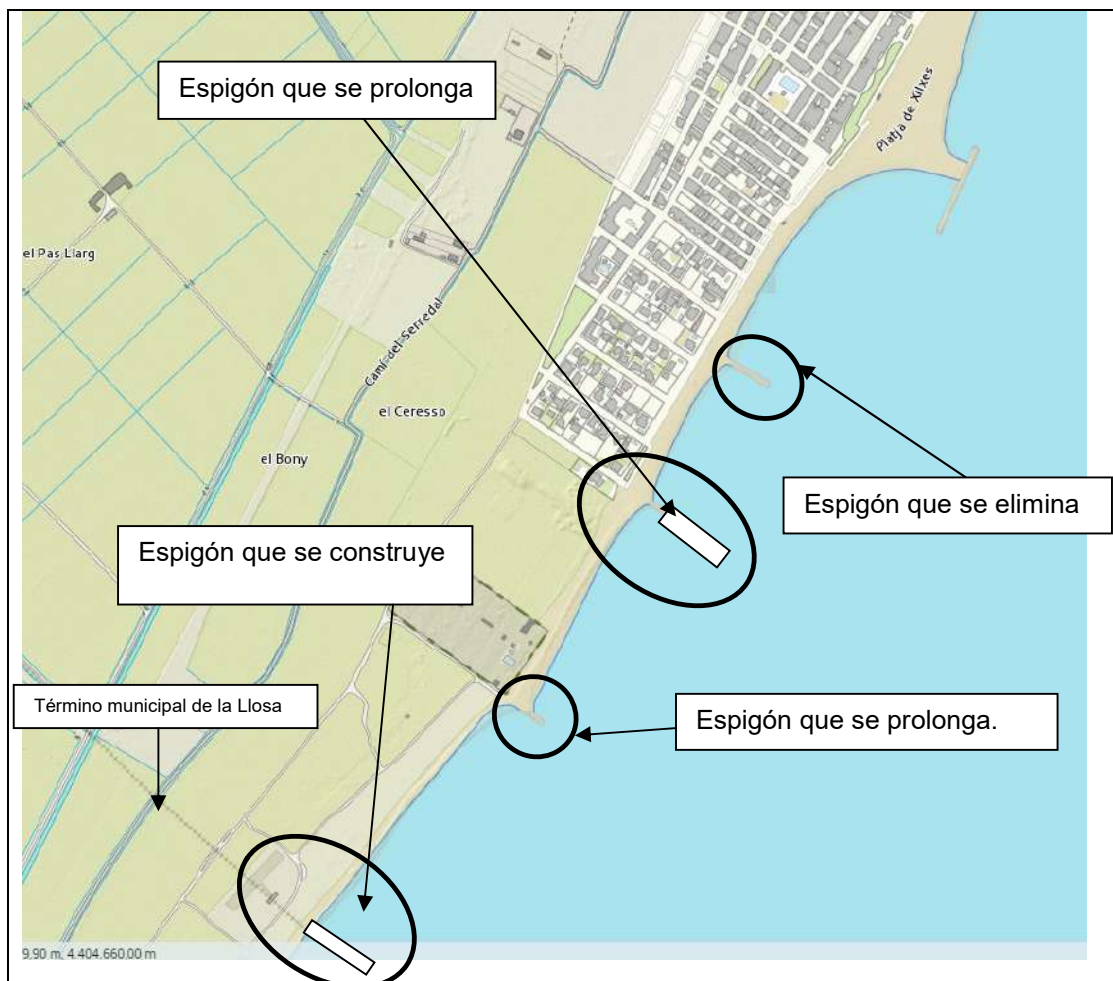 Espigón que se prolonga
Platja de Xilxes
el Pas Llarg
Camí del Serredal
el Ceresso
el Bony
Espigón que se elimina
Espigón que se construye
Término municipal de la Llosa
Espigón que se prolonga.
9,90 m, 4.404.660,00 m